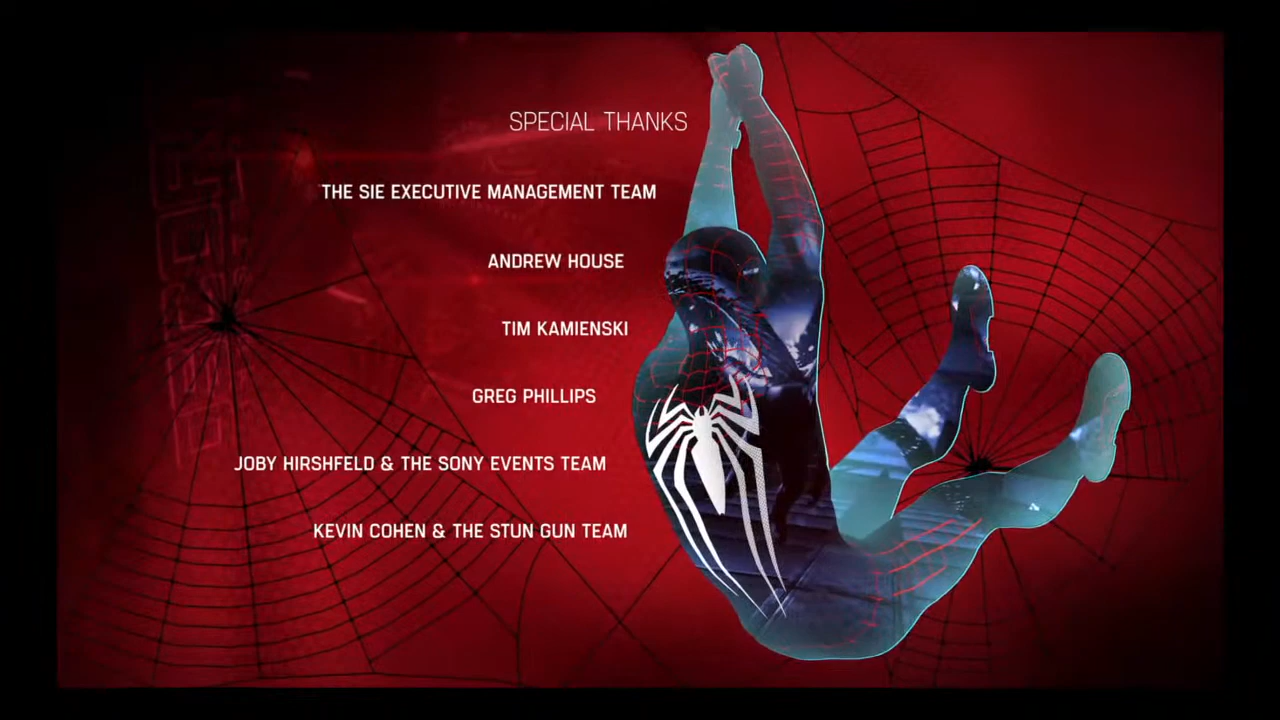 SPECIAL THANKS
THE SIE EXECUTIVE MANAGEMENT TEAM
ANDREW HOUSE
TIM KAMIENSKI
GREG PHILLIPS
JOBY HIRSHFELD & THE SONY EVENTS TEAM
KEVIN COHEN & THE STUN GUN TEAM